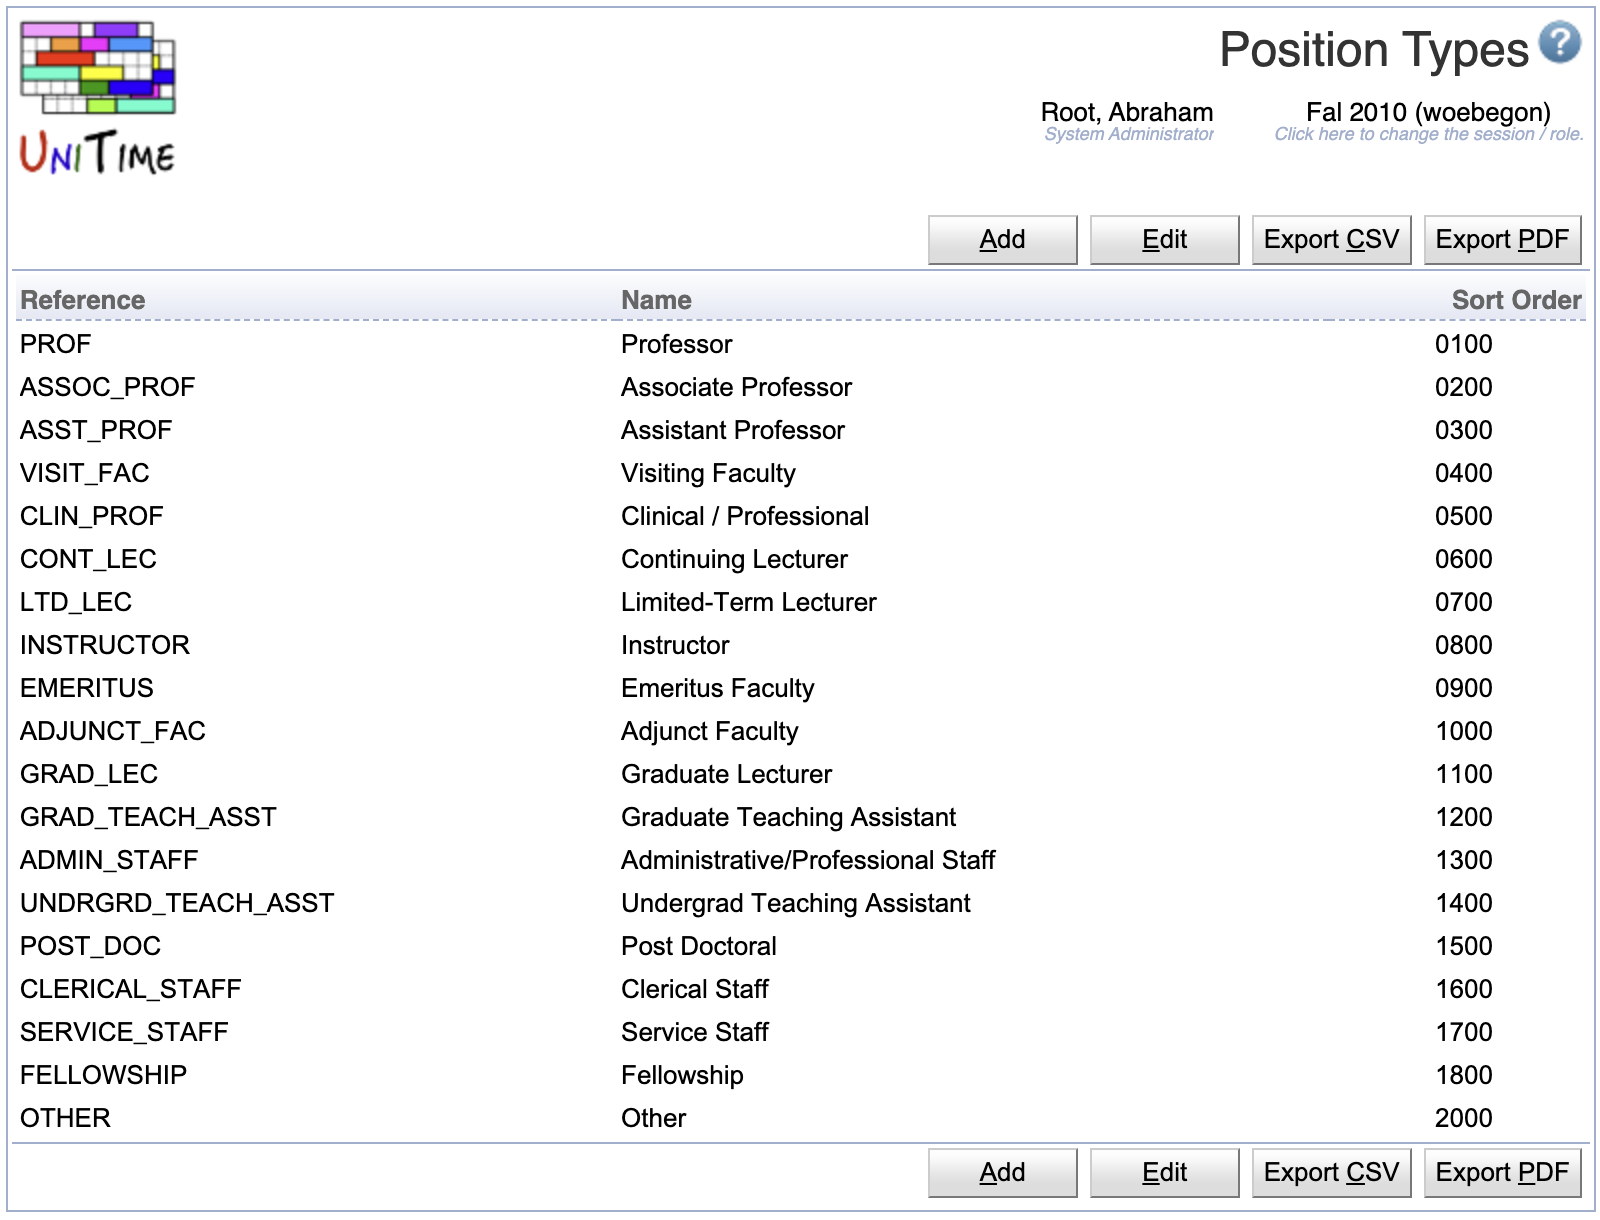 Position Types ?
UNITIME
Root, Abraham Fal 2010 (woebegon)
System Administrator Click here to change the session / role.
Add Edit Export CSV Export PDF
Reference Name Sort Order
PROF Professor 0100
ASSOC_PROF Associate Professor 0200
ASST_PROF Assistant Professor 0300
VISIT_FAC Visiting Faculty 0400
CLIN_PROF Clinical / Professional 0500
CONT_LEC Continuing Lecturer 0600
LTD_LEC Limited-Term Lecturer 0700
INSTRUCTOR Instructor 0800
EMERITUS Emeritus Faculty 0900
ADJUNCT_FAC Adjunct Faculty 1000
GRAD_LEC Graduate Lecturer 1100
GRAD_TEACH_ASST Graduate Teaching Assistant 1200
ADMIN_STAFF Administrative/Professional Staff 1300
UNDRGRD_TEACH_ASST Undergrad Teaching Assistant 1400
POST_DOC Post Doctoral 1500
CLERICAL_STAFF Clerical Staff 1600
SERVICE_STAFF Service Staff 1700
FELLOWSHIP Fellowship 1800
OTHER Other 2000
Add Edit Export CSV Export PDF